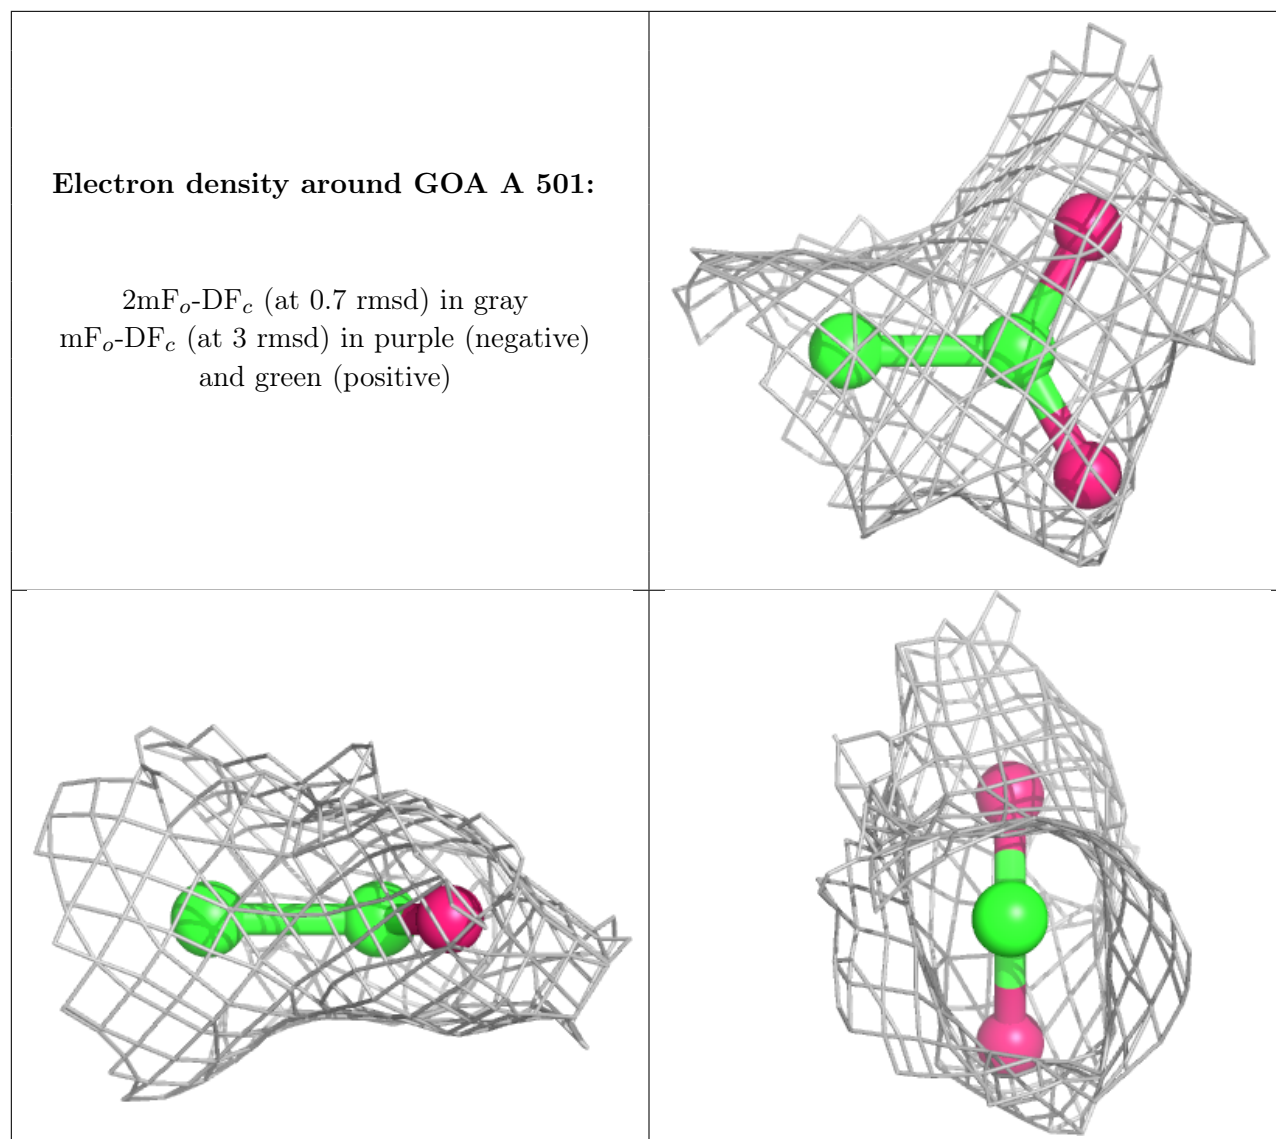 Electron density around GOA A 501:
2mFo-DFc (at 0.7 rmsd) in gray
mFo-DFc (at 3 rmsd) in purple (negative)
and green (positive)